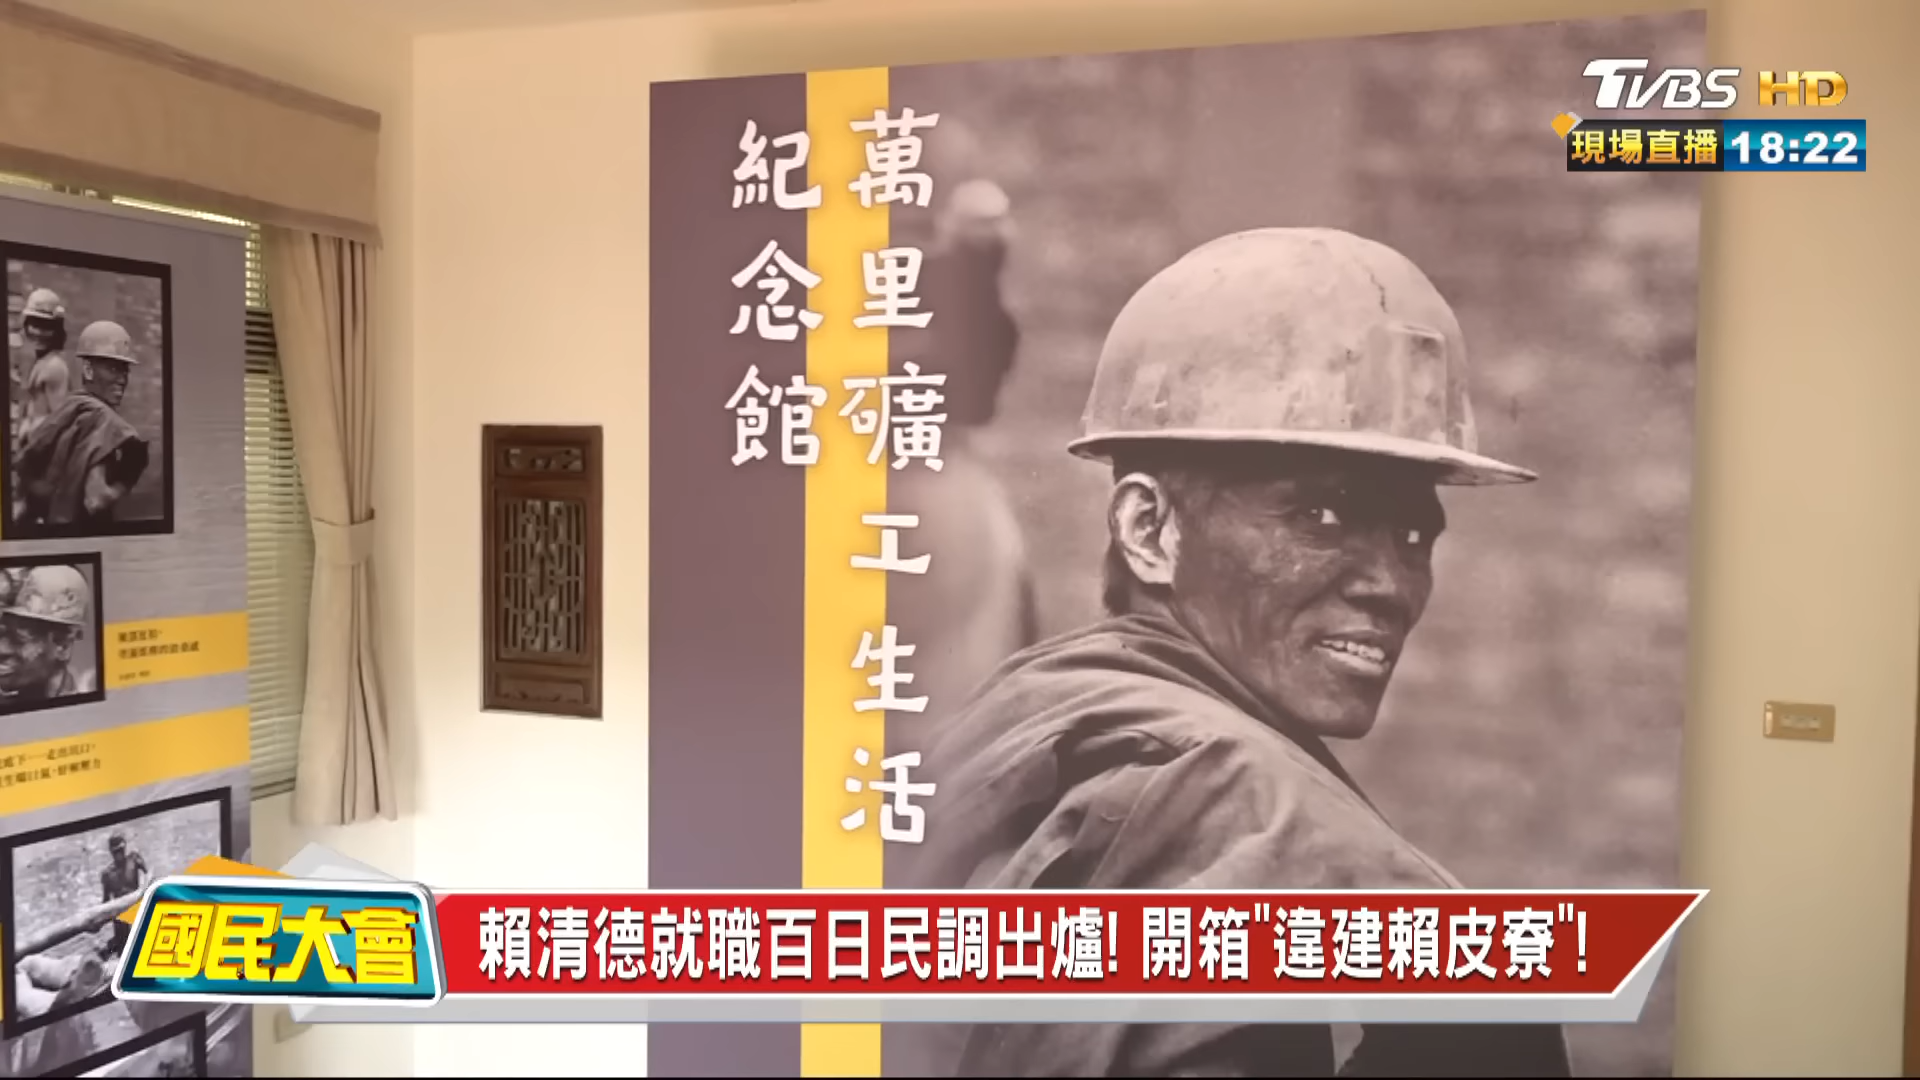 TVBS HD
現場直播 18:22
萬里礦工生活
紀念館
國民大會
賴清德就職百日民調出爐! 開箱"違建賴皮寮"!